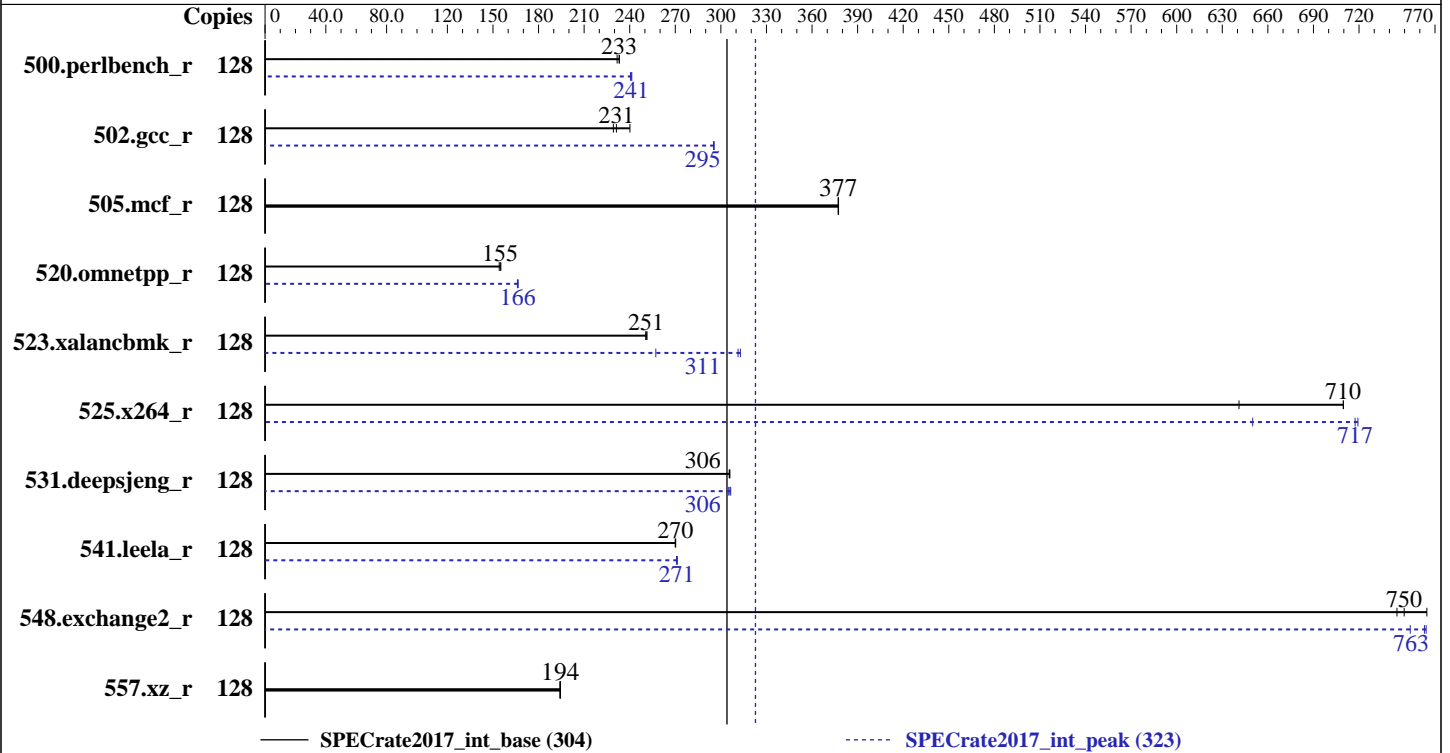 Copies 0 40.0 80.0 120 150 180 210 240 270 300 330 360 390 420 450 480 510 540 570 600 630 660 690 720 770
233
500.perlbench_r 128
241
231
502.gcc_r 128
295
377
505.mcf_r 128
155
520.omnetpp_r 128
166
251
523.xalancbmk_r 128
311
710
525.x264_r 128
717
306
531.deepsjeng_r 128
306
270
541.leela_r 128
271
750
548.exchange2_r 128
763
194
557.xz_r 128
SPECrate2017_int_base (304) SPECrate2017_int_peak (323)